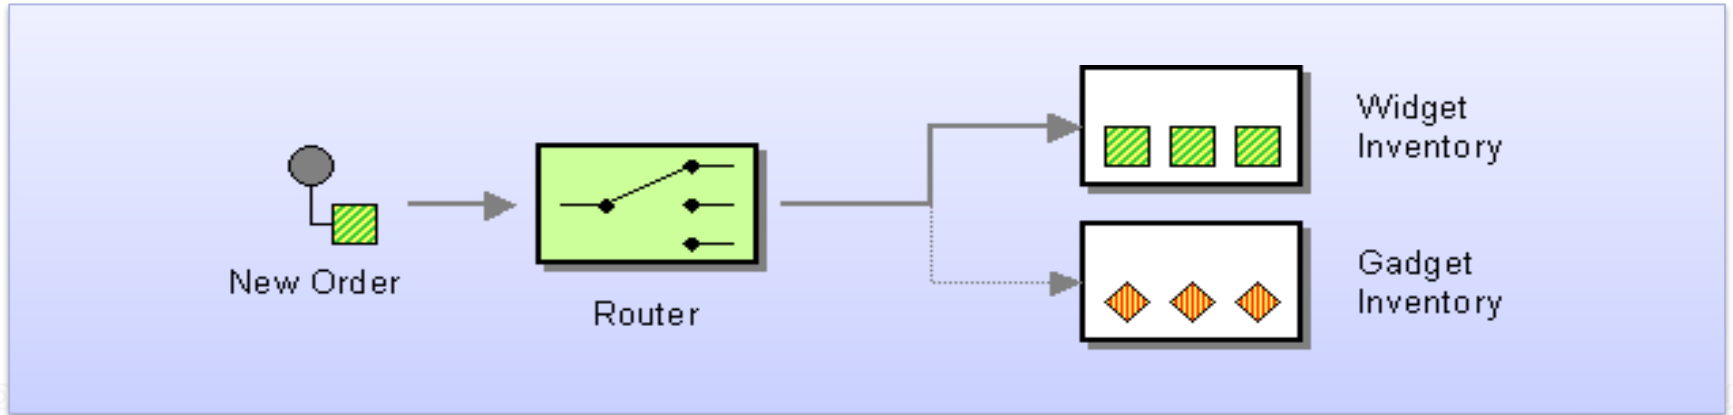 Widget
Inventory
New Order
Router
Gadget
Inventory